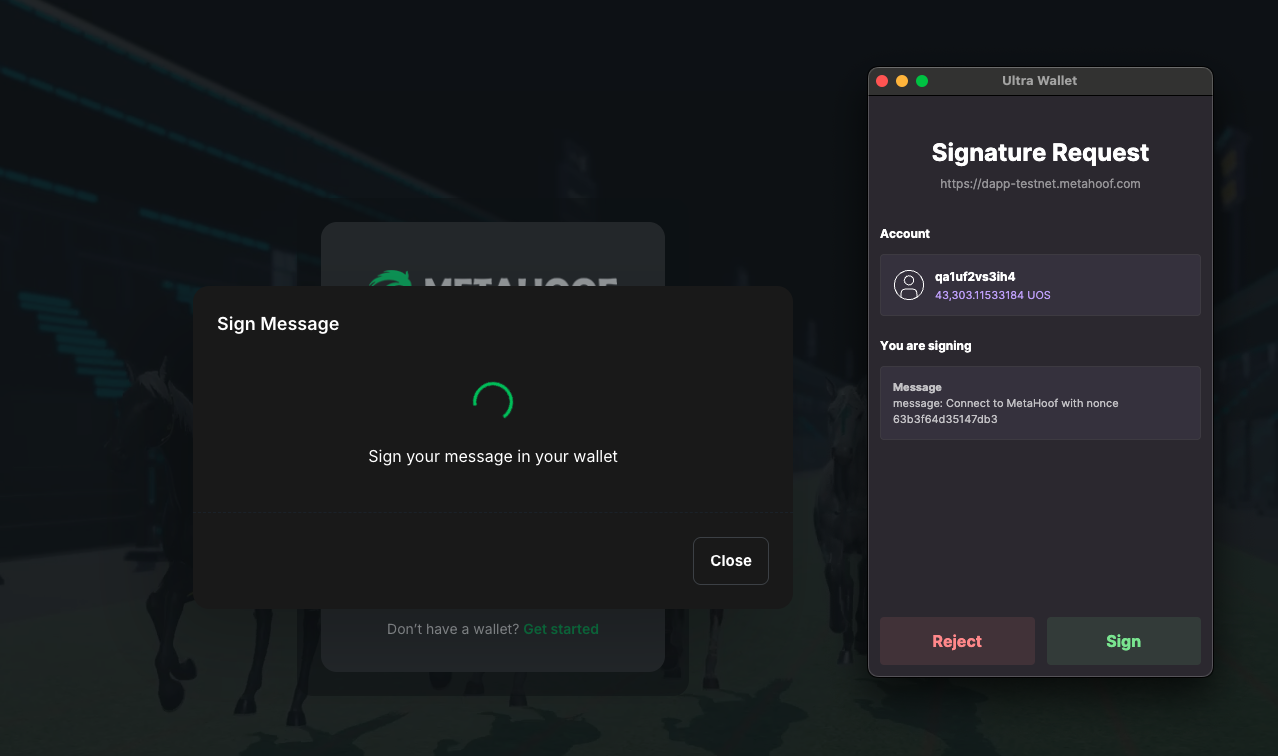 METAHOOF
Sign Message
Sign your message in your wallet
Close
Don't have a wallet? Get started
Ultra Wallet
Signature Request
https://dapp-testnet.metahoof.com
Account
qa1uf2vs3ih4
43,303.11533184 UOS
You are signing
Message
message: Connect to MetaHoof with nonce
63b3f64d35147db3
Reject
Sign